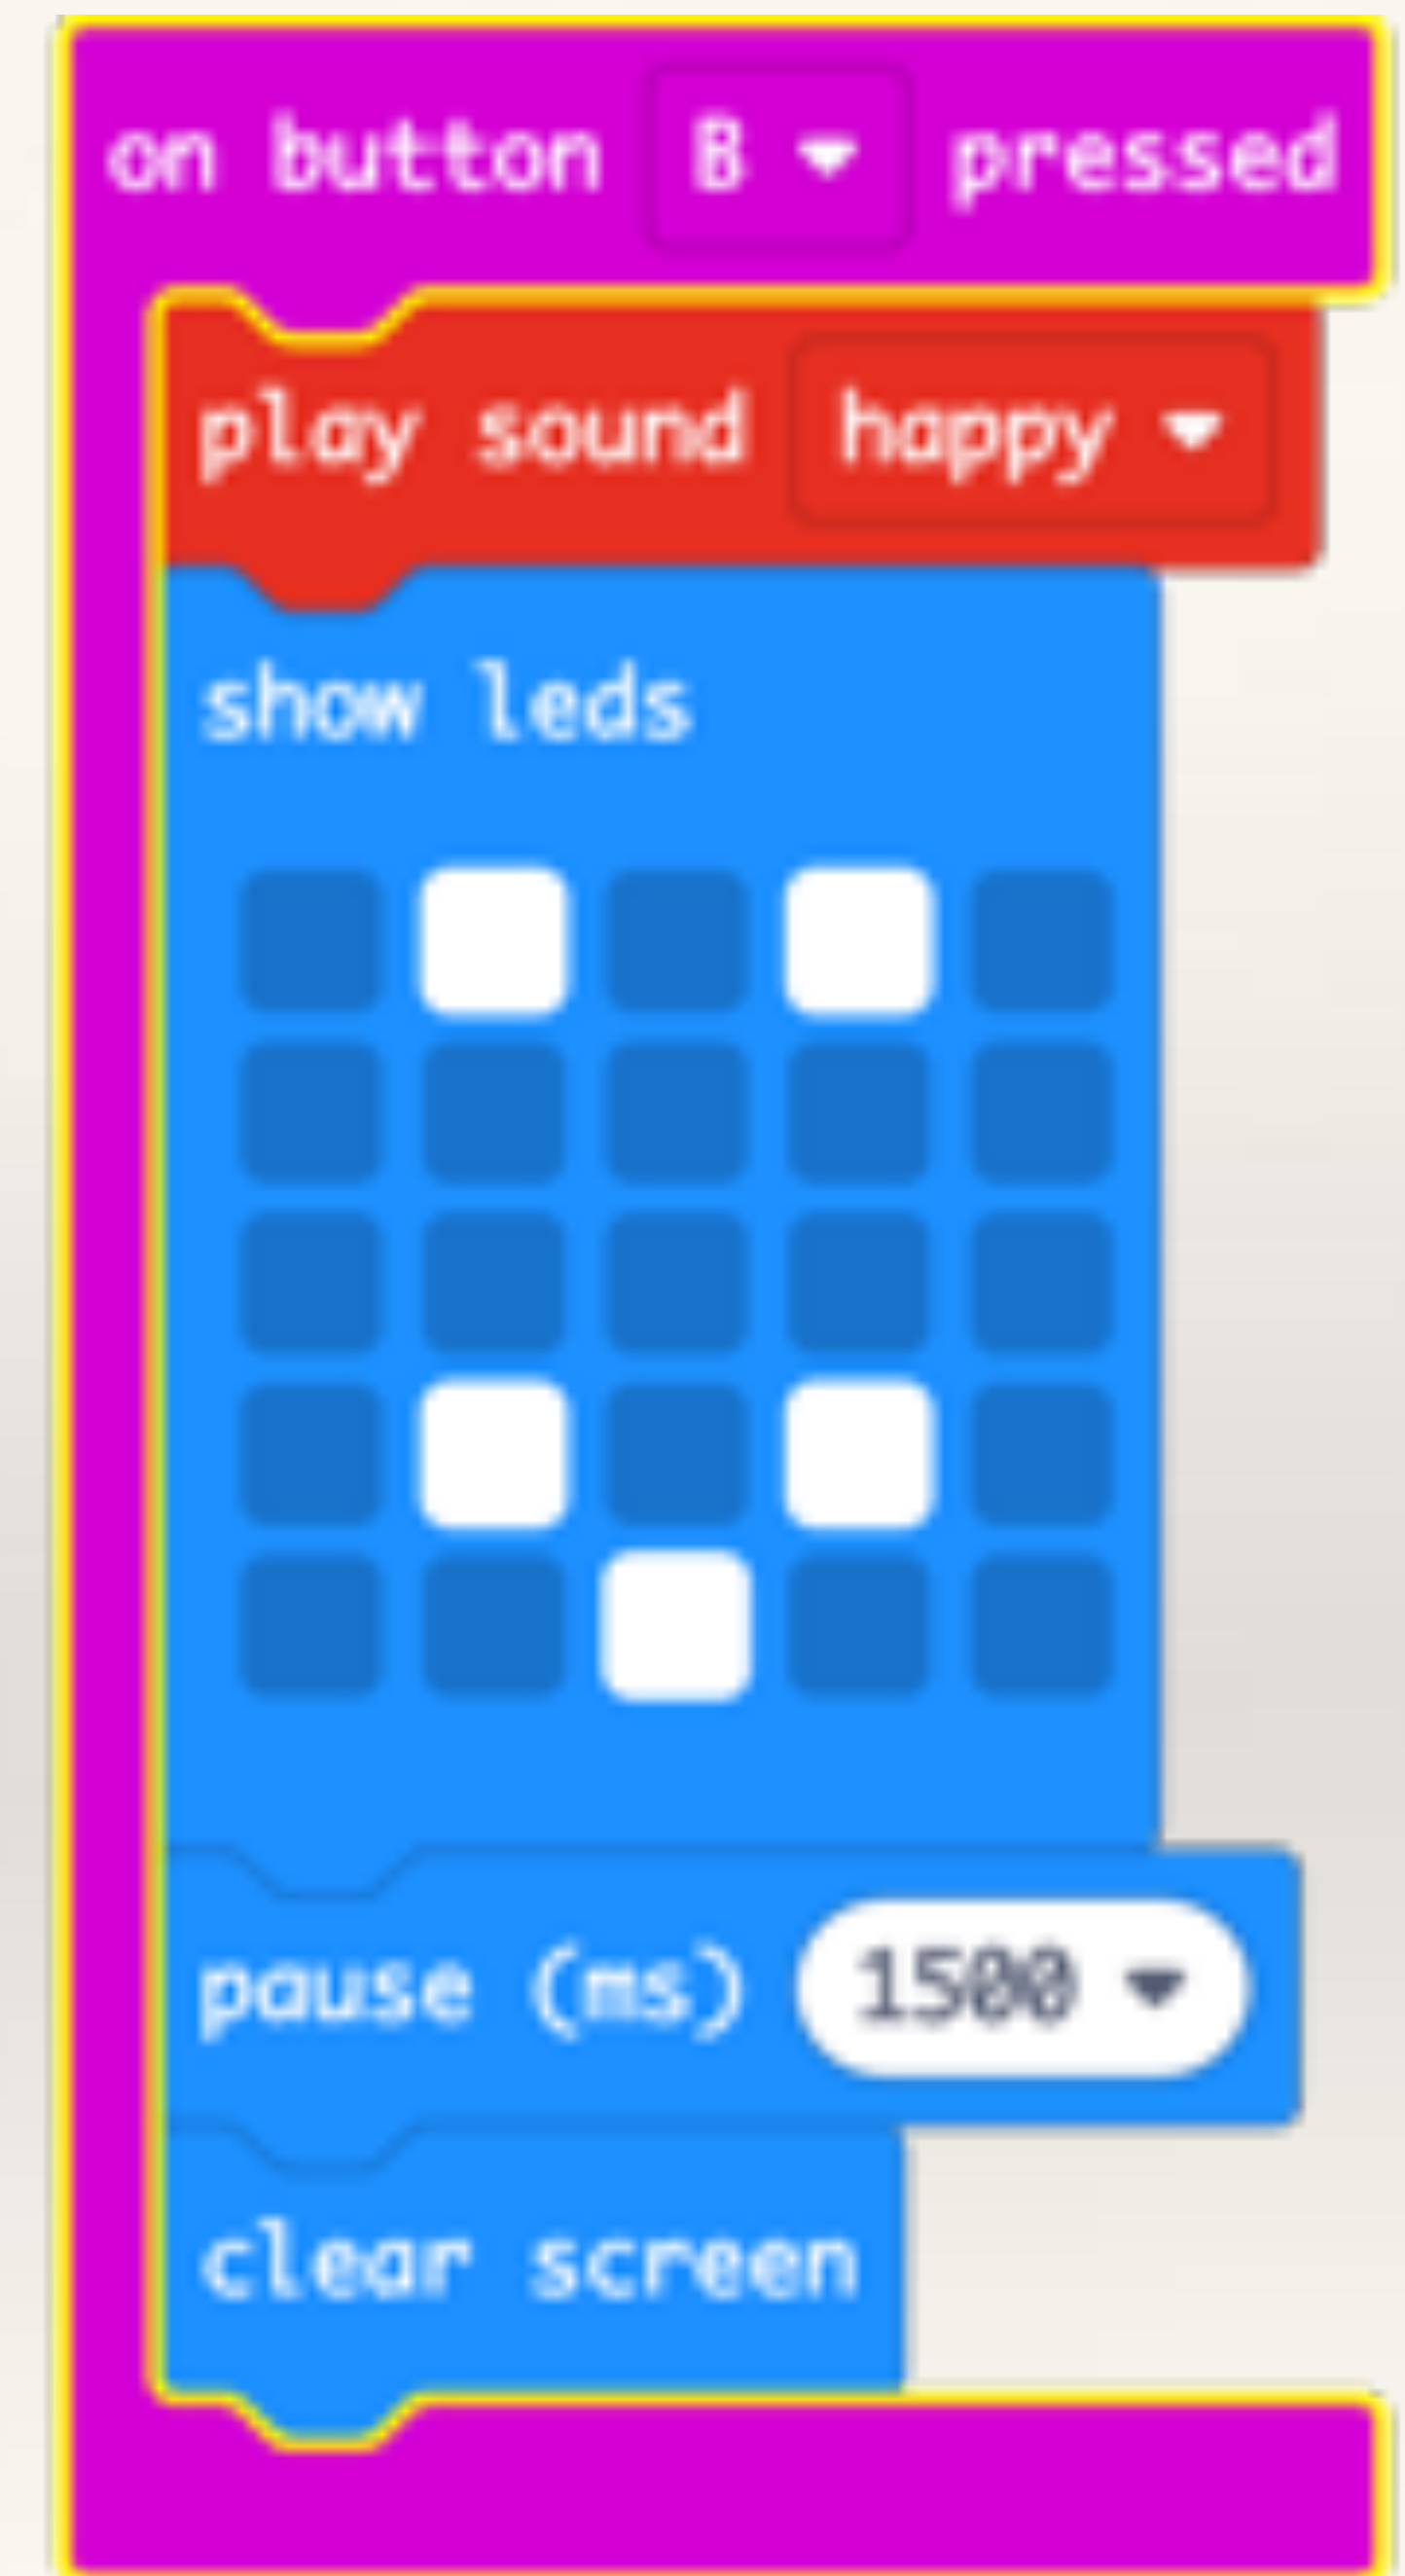 on button B pressed
play sound happy
show leds
pause (ms) 1500
clear screen